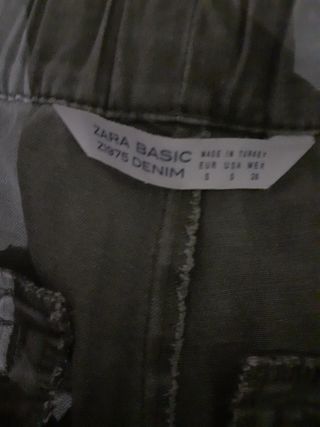 ZARA BASIC
Z1975 DENIM
MADE IN TURKEY
EUR USA MEX
S S 26